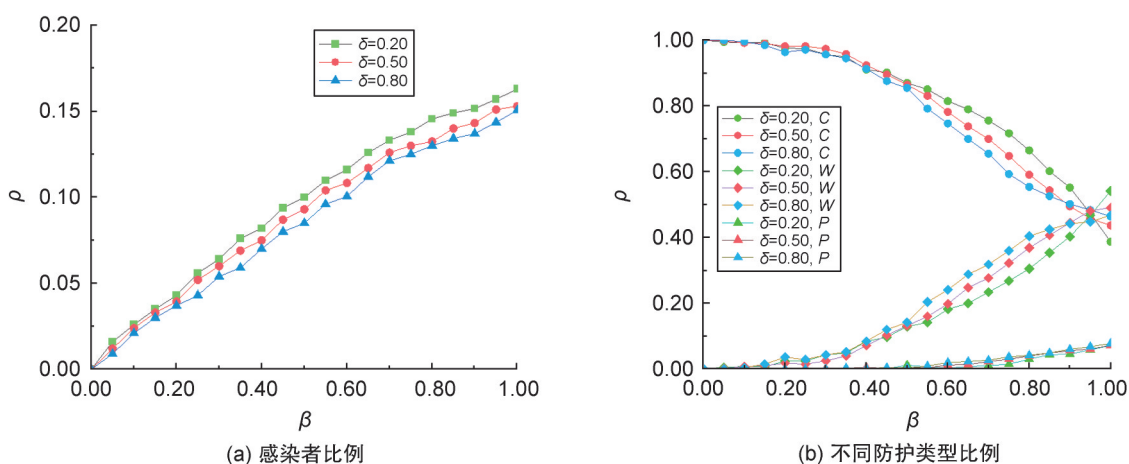 0.20
0.15
0.10
0.05
0.00
ρ
δ=0.20
δ=0.50
δ=0.80
0.00 0.20 0.40 0.60 0.80 1.00
β
(a) 感染者比例
1.00
0.80
0.60
0.40
0.20
0.00
ρ
δ=0.20, C
δ=0.50, C
δ=0.80, C
δ=0.20, W
δ=0.50, W
δ=0.80, W
δ=0.20, P
δ=0.50, P
δ=0.80, P
0.00 0.20 0.40 0.60 0.80 1.00
β
(b) 不同防护类型比例